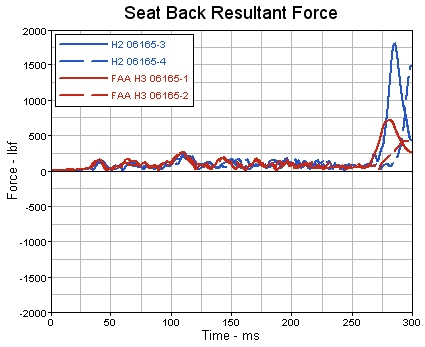 Seat Back Resultant Force
2000
1500
1000
500
0
-500
-1000
-1500
-2000
Force - lbf
H2 06165-3
H2 06165-4
FAA H3 06165-1
FAA H3 06165-2
0 50 100 150 200 250 300
Time - ms